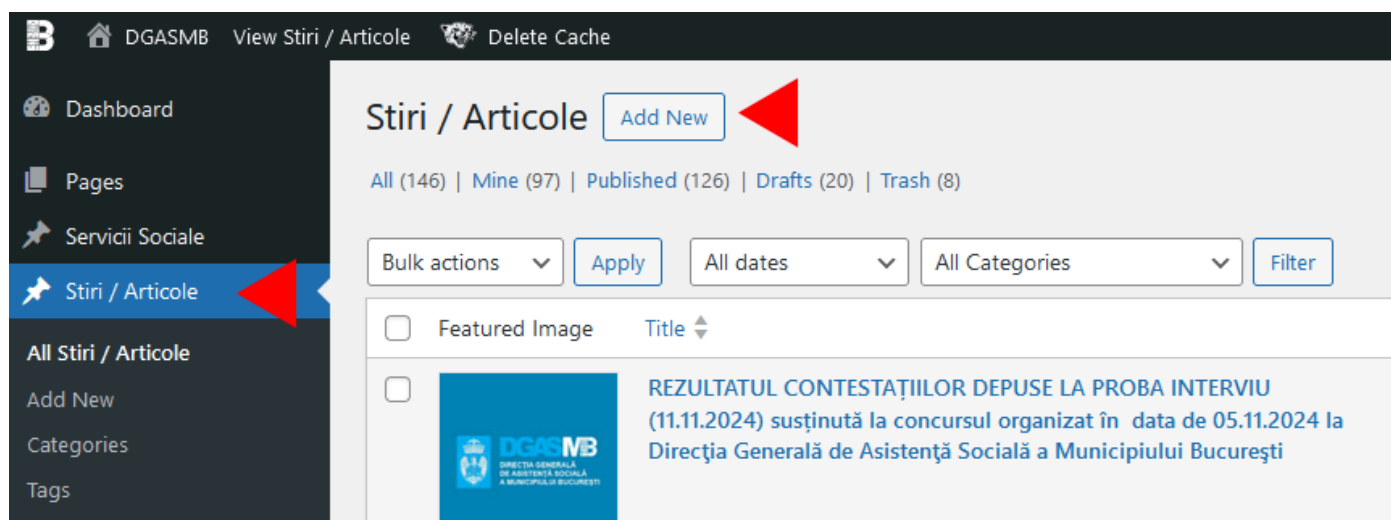 B DGASMB View Stiri / Articole Delete Cache
Dashboard
Pages
Servicii Sociale
Stiri / Articole
All Stiri / Articole
Add New
Categories
Tags
Stiri / Articole Add New
All (146) | Mine (97) | Published (126) | Drafts (20) | Trash (8)
Bulk actions Apply All dates All Categories Filter
Featured Image Title
DGASMB
DIRECȚIA GENERALĂ
DE ASISTENȚĂ SOCIALĂ
A MUNICIPIULUI BUCUREȘTI
REZULTATUL CONTESTAȚIILOR DEPUSE LA PROBA INTERVIU
(11.11.2024) susținută la concursul organizat în data de 05.11.2024 la
Direcţia Generală de Asistenţă Socială a Municipiului Bucureşti